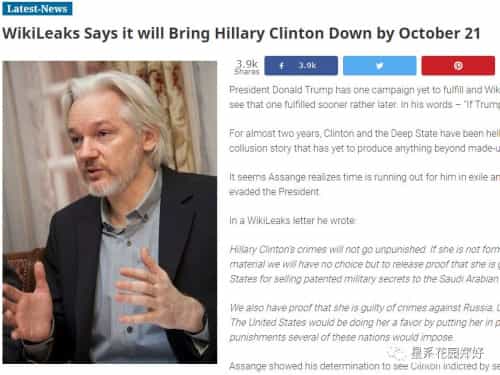 Latest-News
WikiLeaks Says it will Bring Hillary Clinton Down by October 21
3.9k
Shares
3.9k
President Donald Trump has one campaign yet to fulfill and Wik
see that one fulfilled sooner rather later. In his words – "If Trump
For almost two years, Clinton and the Deep State have been hel
collusion story that has yet to produce anything beyond made-u
It seems Assange realizes time is running out for him in exile an
evaded the President.
In a WikiLeaks letter he wrote:
Hillary Clinton's crimes will not go unpunished. If she is not form
material we will have no choice but to release proof that she is g
States for selling patented military secrets to the Saudi Arabian
We also have proof that she is guilty of crimes against Russia, C
The United States would be doing her a favor by putting her in p
punishments several of these nations would impose.
星系花园郑好
Assange showed his determination to see Clinton indicted by se